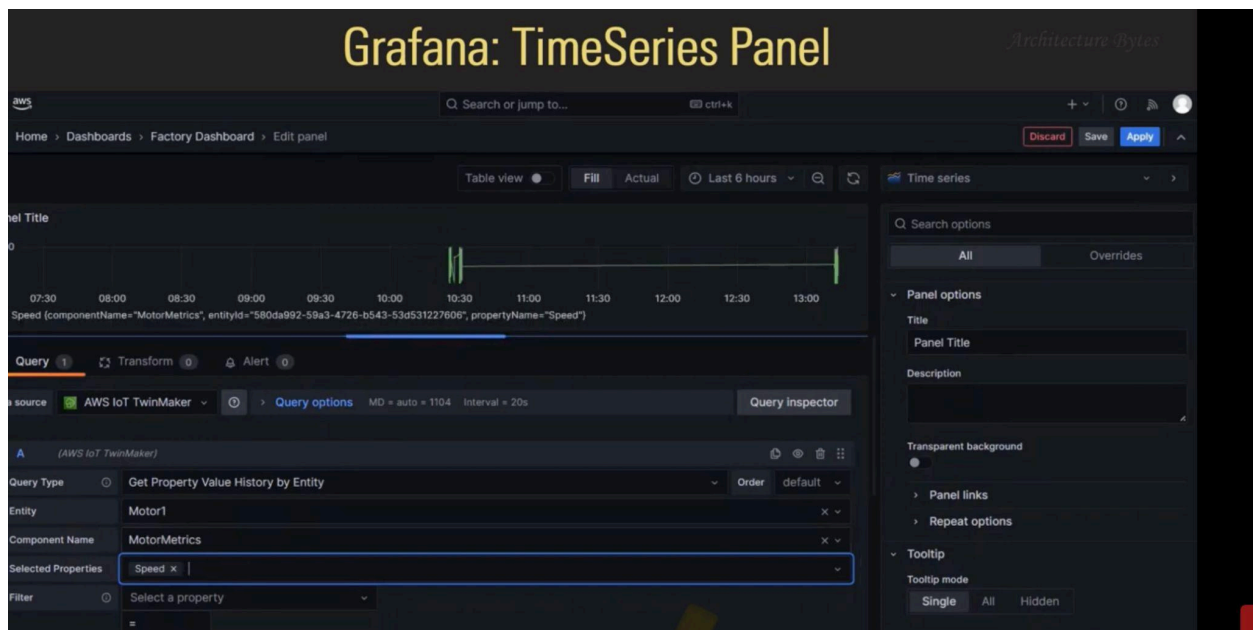 Grafana: TimeSeries Panel
Architecture Bytes
aws
Search or jump to...
ctrl+k
Home > Dashboards > Factory Dashboard > Edit panel
Discard Save Apply
Table view Fill Actual Last 6 hours
Time series
nel Title
Search options
All Overrides
0
07:30 08:00 08:30 09:00 09:30 10:00 10:30 11:00 11:30 12:00 12:30 13:00
Speed {componentName="MotorMetrics", entityId="580da992-59a3-4726-b543-53d531227606", propertyName="Speed"}
Panel options
Title
Panel Title
Description
Query 1 Transform 0 Alert 0
a source AWS IoT TwinMaker > Query options MD = auto = 1104 Interval = 20s Query inspector
A (AWS IoT TwinMaker)
Transparent background
Query Type Get Property Value History by Entity Order default
Panel links
Entity Motor1
Repeat options
Component Name MotorMetrics
Tooltip
Selected Properties Speed ×
Tooltip mode
Filter Select a property
Single All Hidden
=